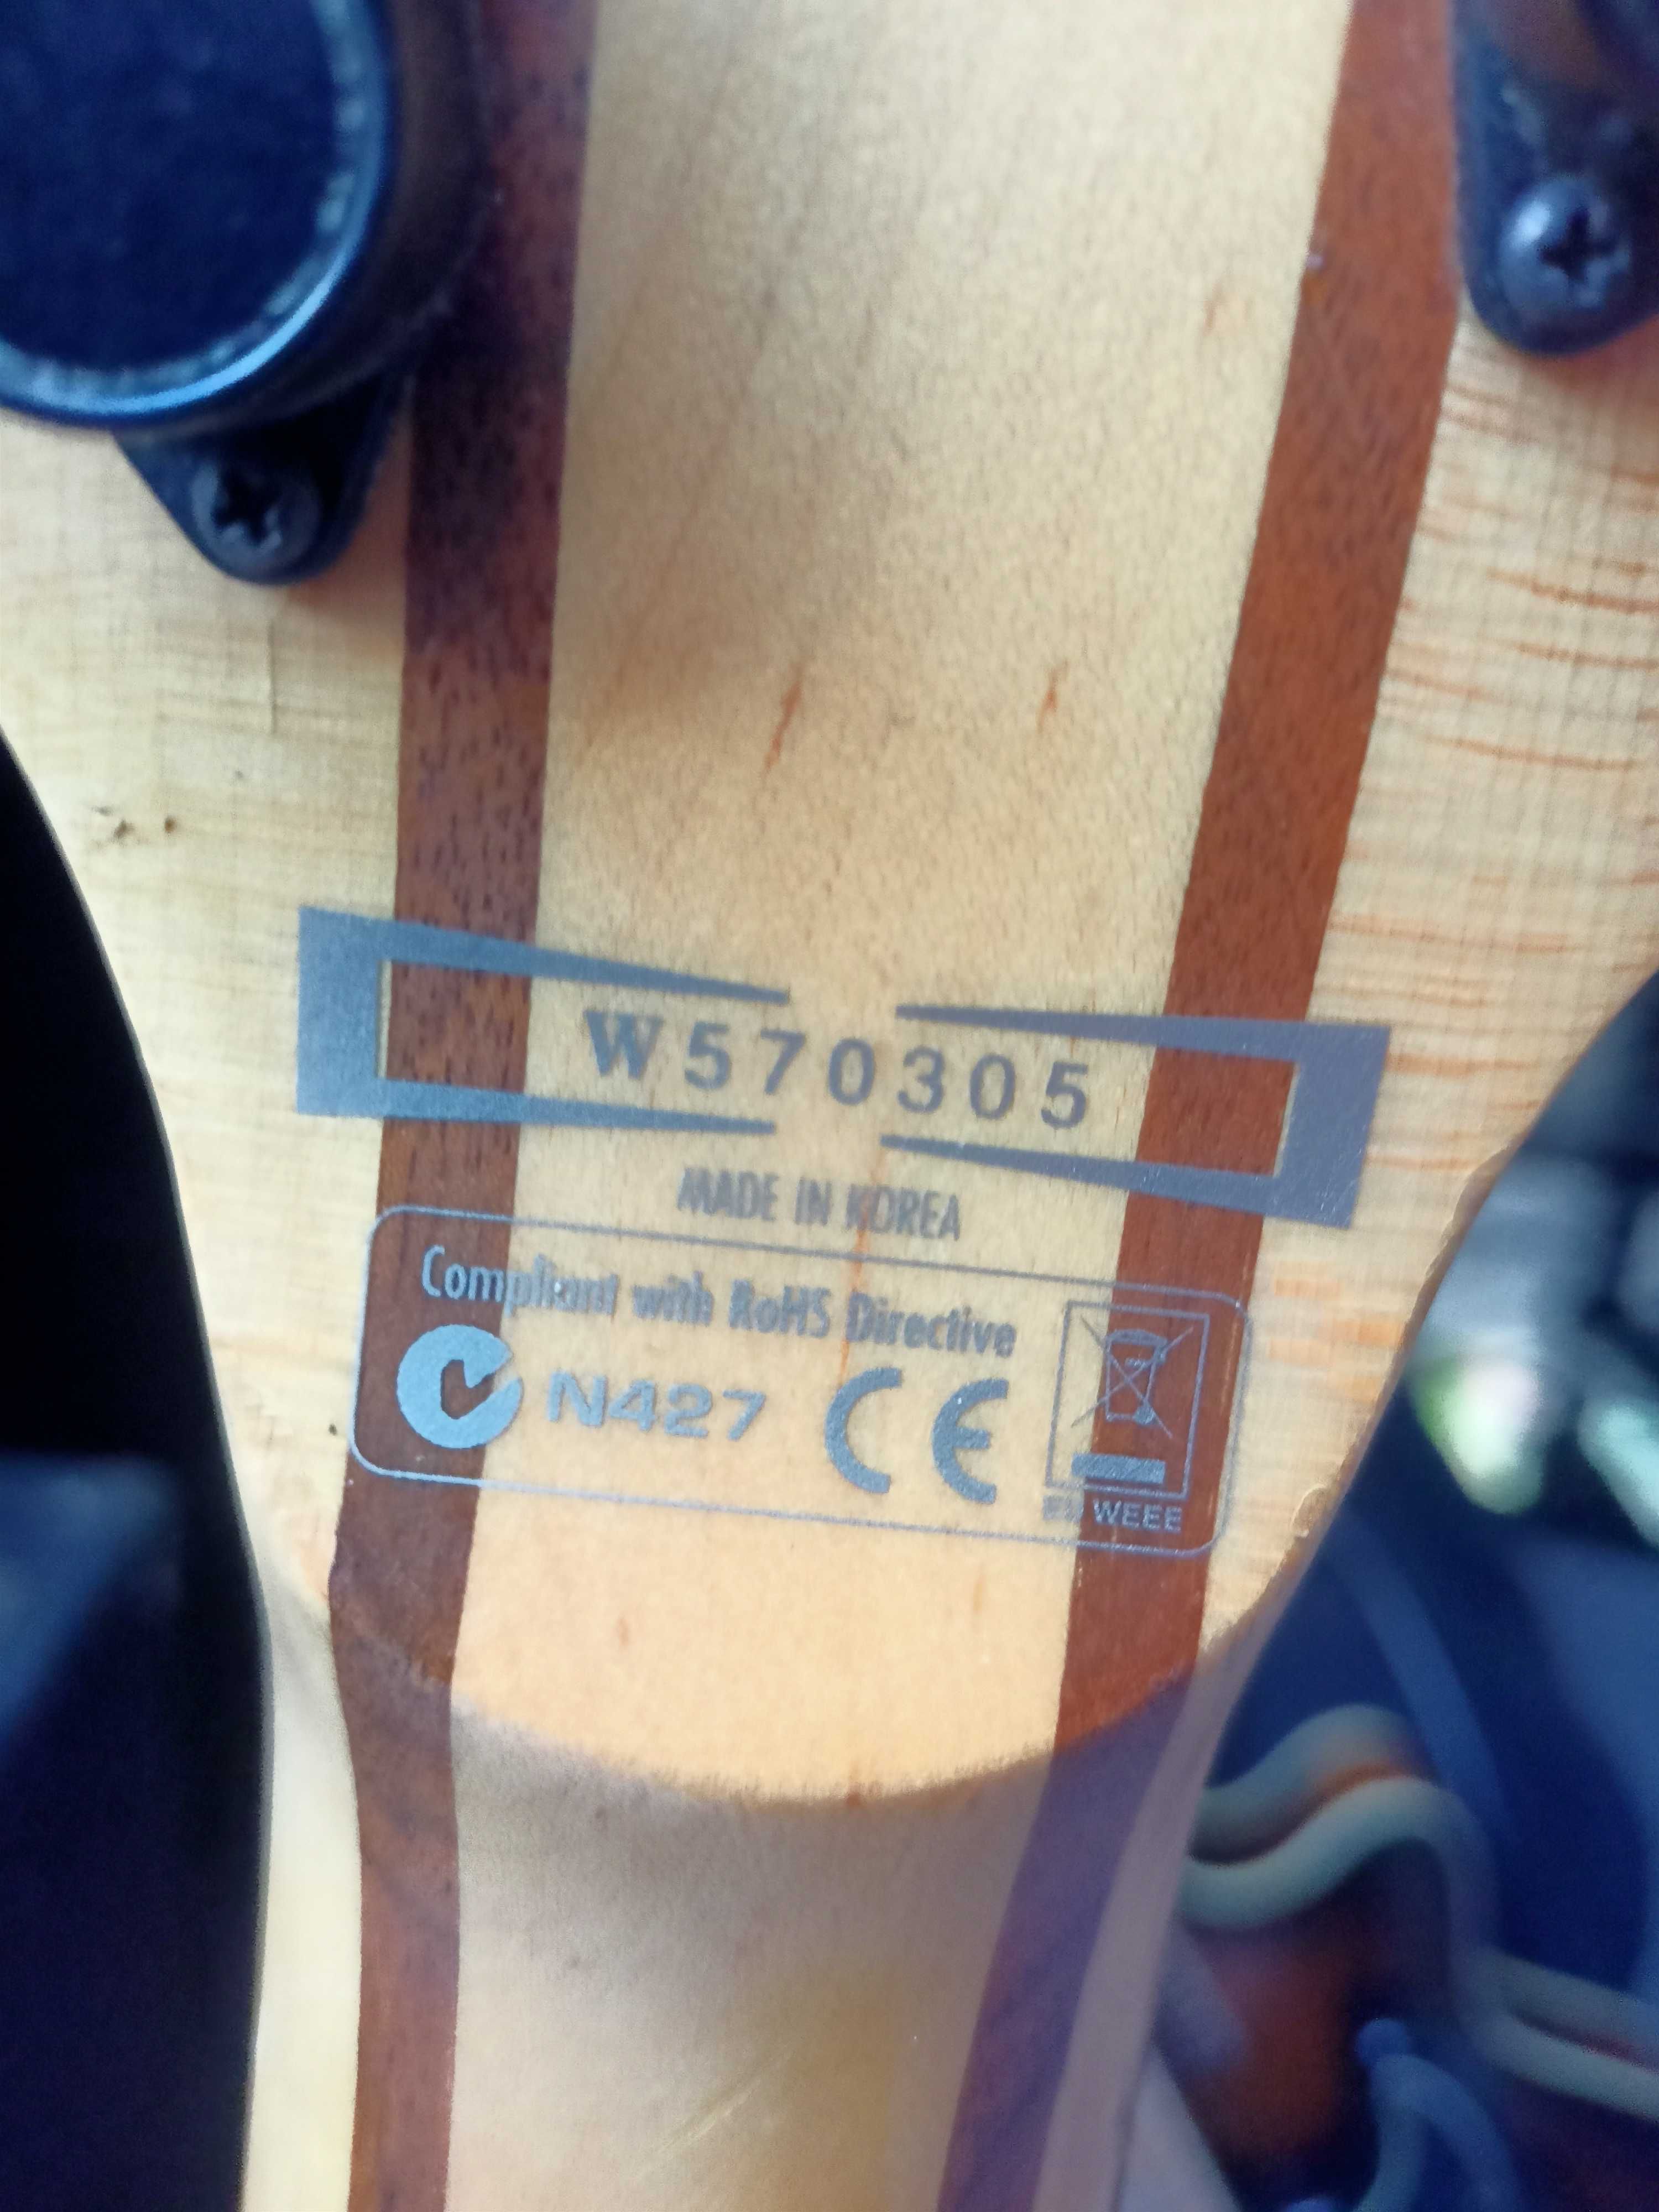 W570305
MADE IN KOREA
Compliant with RoHS Directive
N427 CE
WEEE